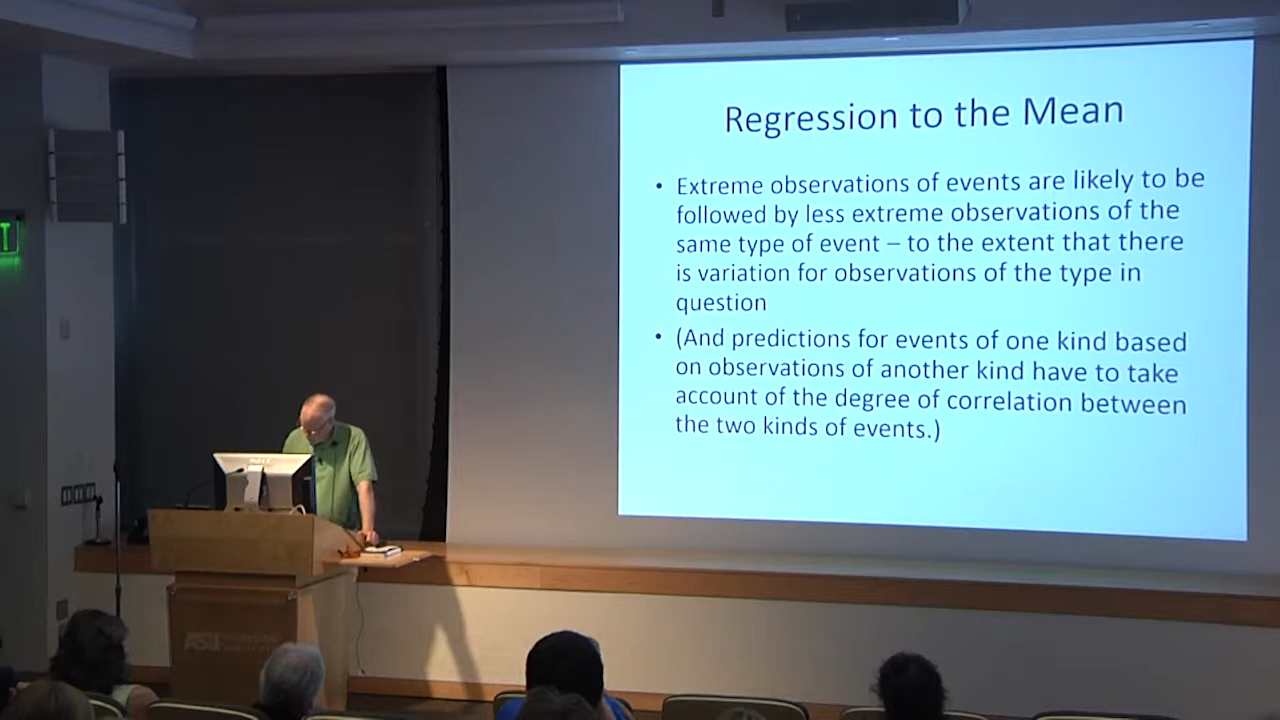 Regression to the Mean
• Extreme observations of events are likely to be
followed by less extreme observations of the
same type of event – to the extent that there
is variation for observations of the type in
question
• (And predictions for events of one kind based
on observations of another kind have to take
account of the degree of correlation between
the two kinds of events.)
T
ASU